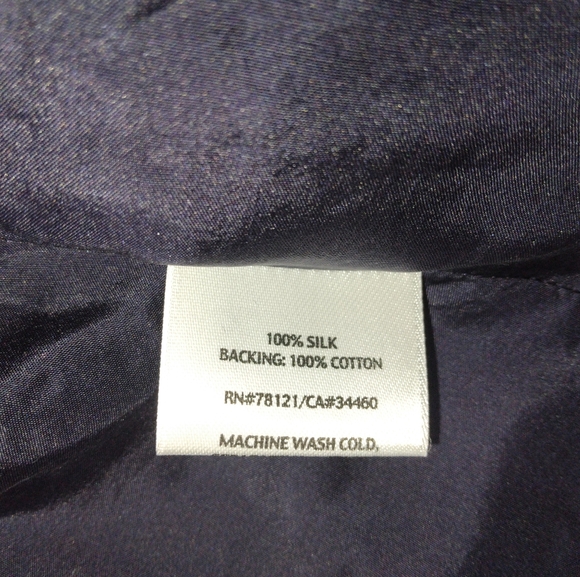 100% SILK
BACKING: 100% COTTON
RN#78121/CA#34460
MACHINE WASH COLD,